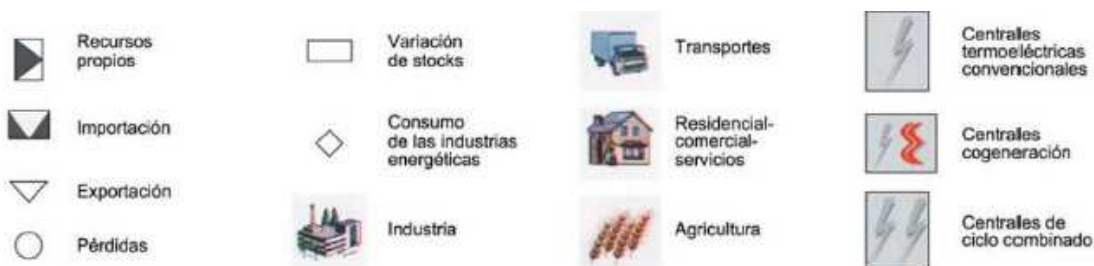 Recursos
propios
Importación
Exportación
Pérdidas
Variación
de stocks
Consumo
de las industrias
energéticas
Industria
Transportes
Residencial-
comercial-
servicios
Agricultura
Centrales
termoeléctricas
convencionales
Centrales
cogeneración
Centrales de
ciclo combinado